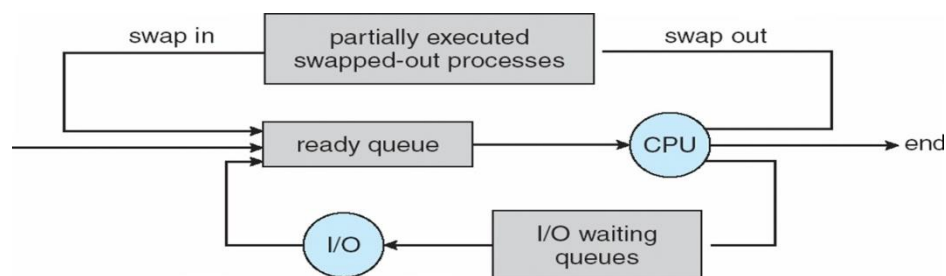 swap in
partially executed
swapped-out processes
swap out
ready queue
CPU
end
I/O
I/O waiting
queues